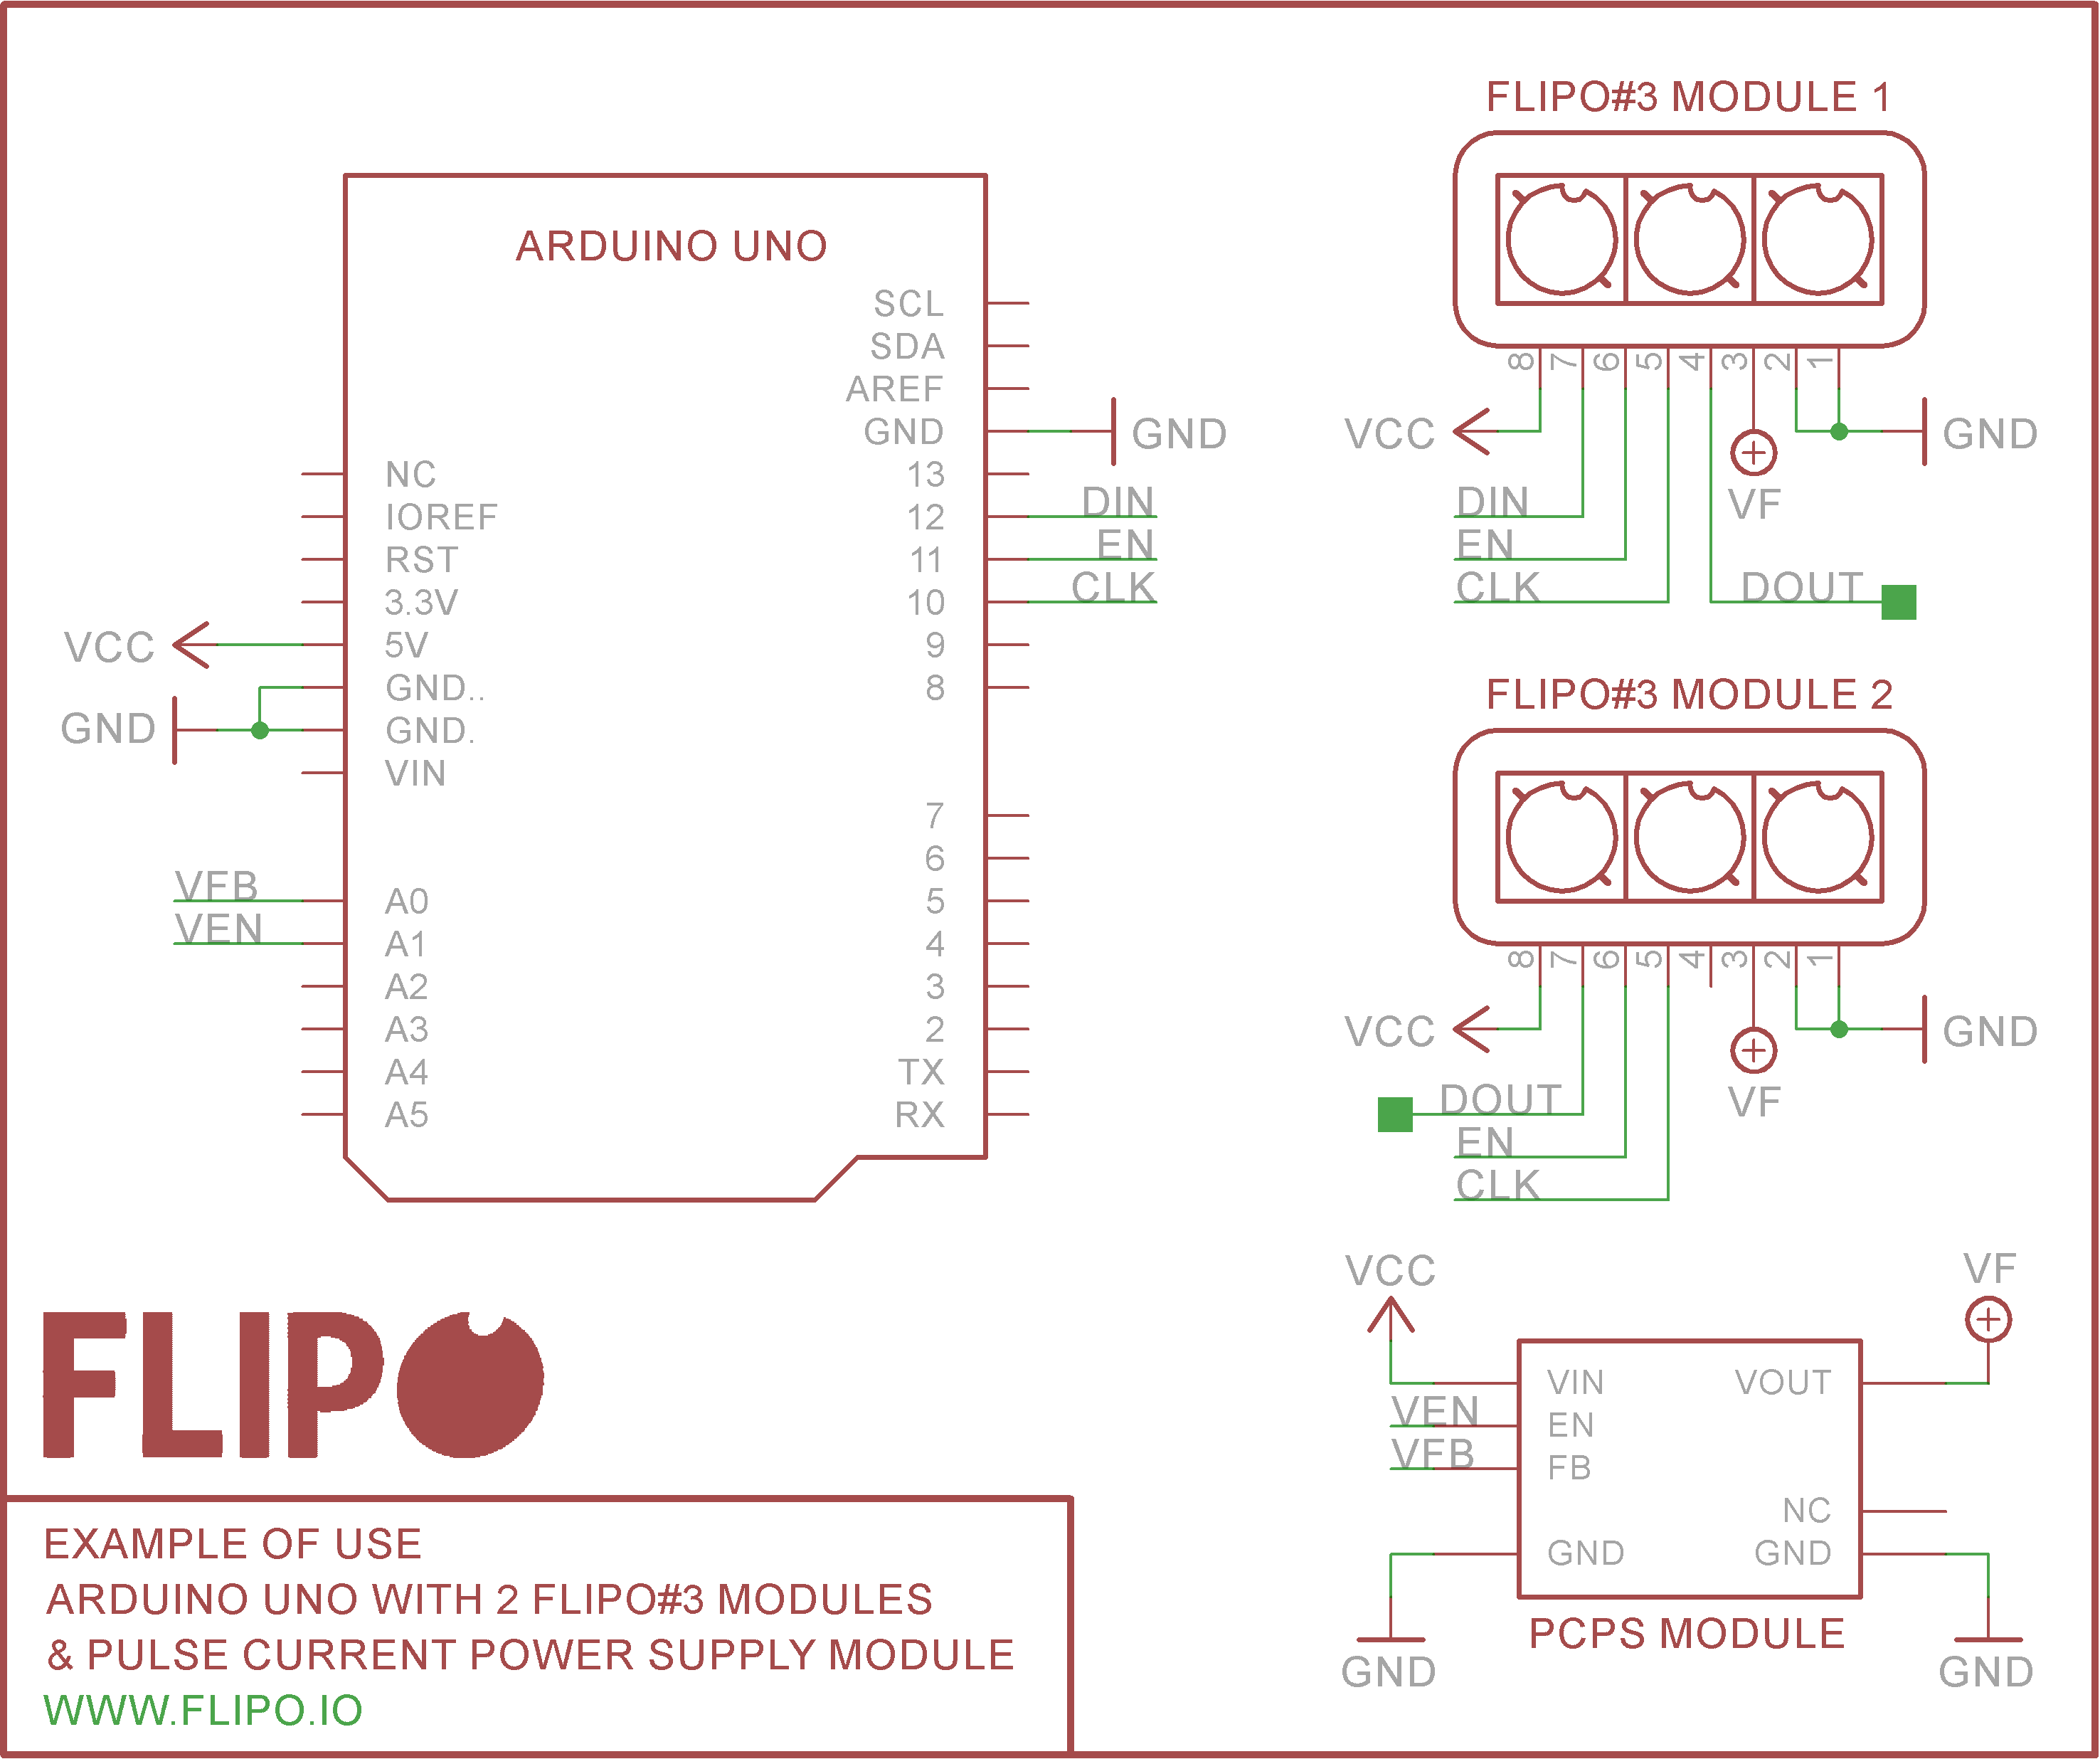 FLIPO#3 MODULE 1
ARDUINO UNO
SCL
SDA
AREF
GND
13
12
11
10
9
8
7
6
5
4
3
2
TX
RX
NC
IOREF
RST
3.3V
5V
GND..
GND.
VIN
A0
A1
A2
A3
A4
A5
VCC
GND
VFB
VEN
GND
DIN
EN
CLK
8 7 6 5 4 3 2 1
VCC
GND
VF
DIN
EN
CLK
DOUT
FLIPO#3 MODULE 2
8 7 6 5 4 3 2 1
VCC
GND
VF
DOUT
EN
CLK
VCC
VF
VIN
VOUT
VEN
EN
VFB
FB
NC
GND
GND
PCPS MODULE
GND
GND
FLIPO
EXAMPLE OF USE
ARDUINO UNO WITH 2 FLIPO#3 MODULES
& PULSE CURRENT POWER SUPPLY MODULE
WWW.FLIPO.IO